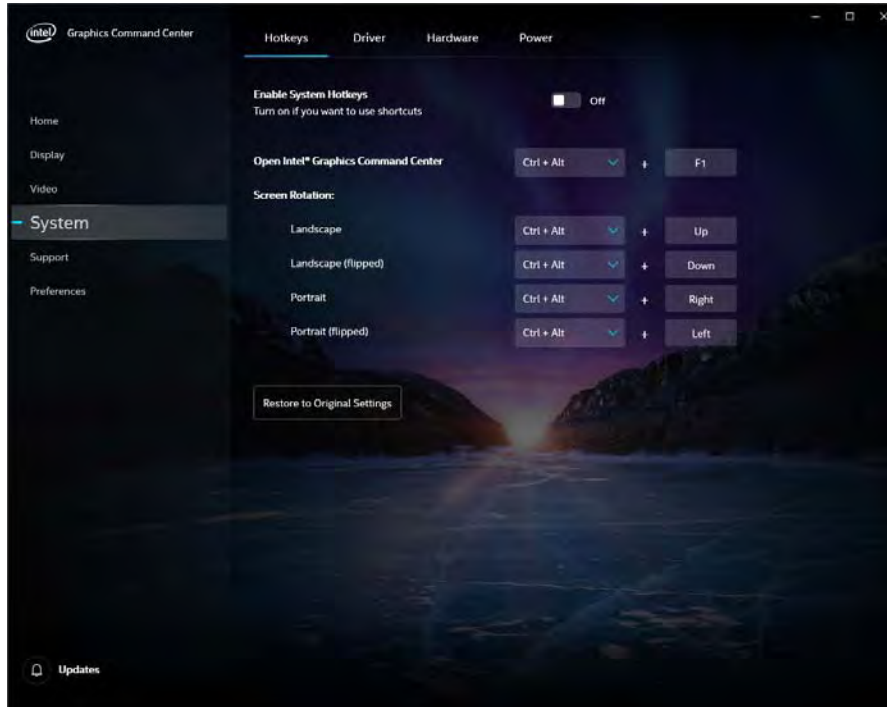 intel Graphics Command Center
Hotkeys Driver Hardware Power
Home
Display
Video
System
Support
Preferences
Updates
Enable System Hotkeys
Turn on if you want to use shortcuts
Off
Open Intel® Graphics Command Center Ctrl + Alt + F1
Screen Rotation:
Landscape Ctrl + Alt + Up
Landscape (flipped) Ctrl + Alt + Down
Portrait Ctrl + Alt + Right
Portrait (flipped) Ctrl + Alt + Left
Restore to Original Settings